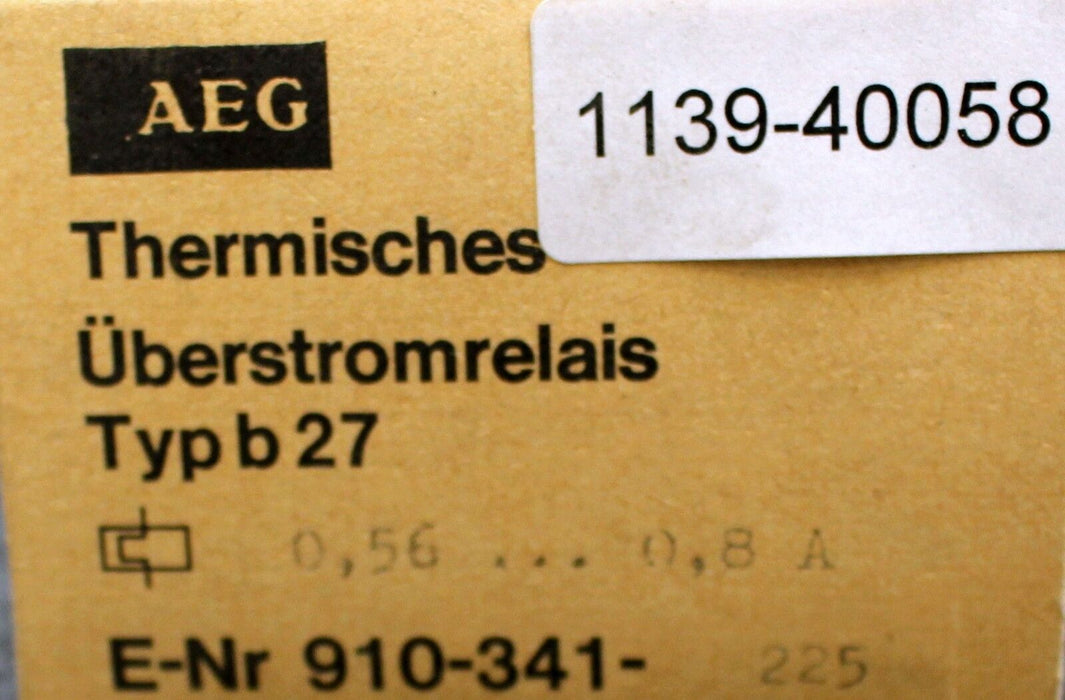 AEG
1139-40058
Thermisches
Überstromrelais
Typ b 27
0,56 ... 0,8 A
E-Nr 910-341- 225